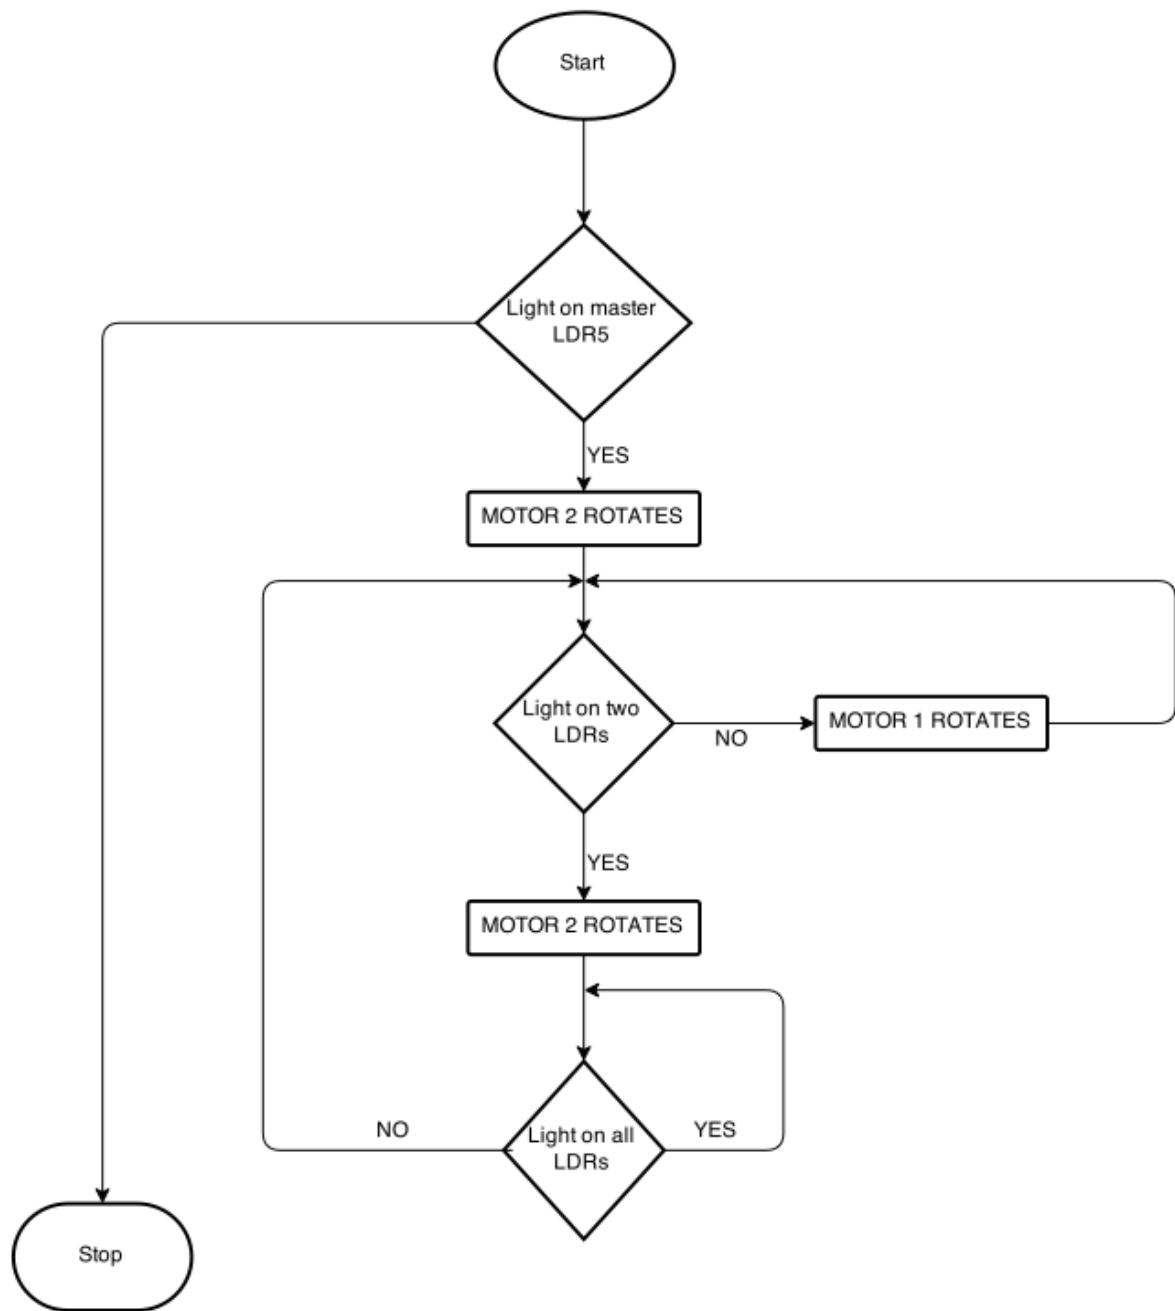 Start
Light on master
LDR5
YES
MOTOR 2 ROTATES
Light on two
LDRs
NO
MOTOR 1 ROTATES
YES
MOTOR 2 ROTATES
NO
Light on all
LDRs
YES
Stop